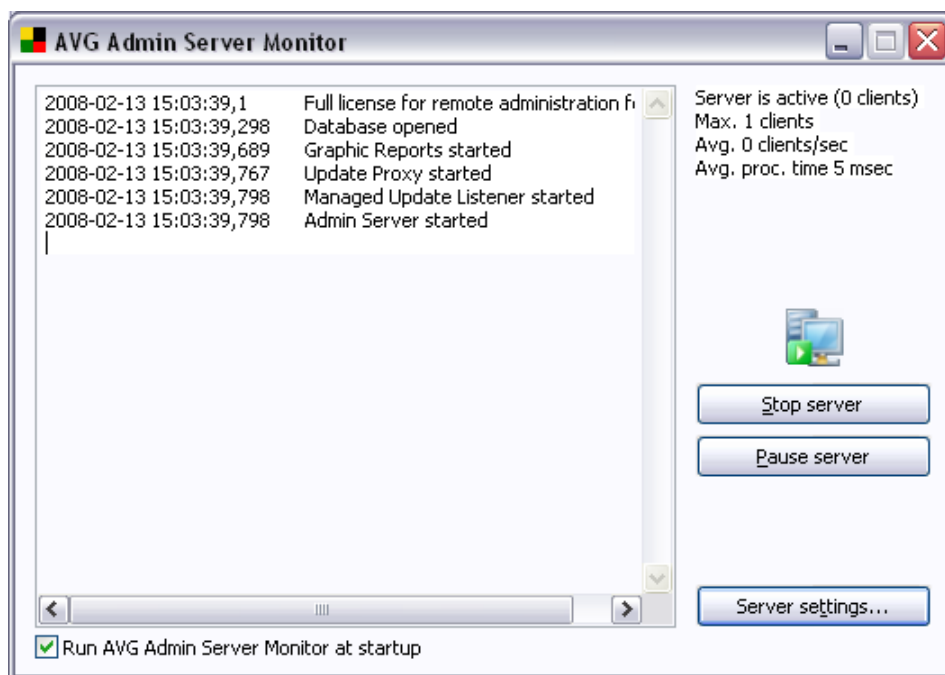 AVG Admin Server Monitor
2008-02-13 15:03:39,1 Full license for remote administration
2008-02-13 15:03:39,298 Database opened
2008-02-13 15:03:39,689 Graphic Reports started
2008-02-13 15:03:39,767 Update Proxy started
2008-02-13 15:03:39,798 Managed Update Listener started
2008-02-13 15:03:39,798 Admin Server started
Server is active (0 clients)
Max. 1 clients
Avg. 0 clients/sec
Avg. proc. time 5 msec
Stop server
Pause server
Server settings...
Run AVG Admin Server Monitor at startup